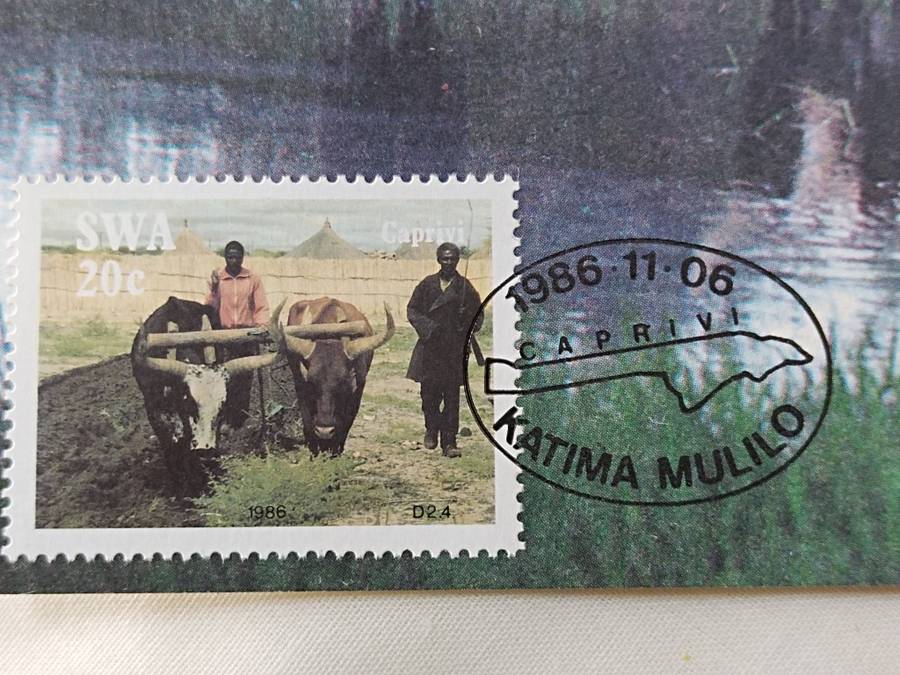 SWA
20c
Caprivi
1986
D2.4
1986·11·06
CAPRIVI
KATIMA MULILO